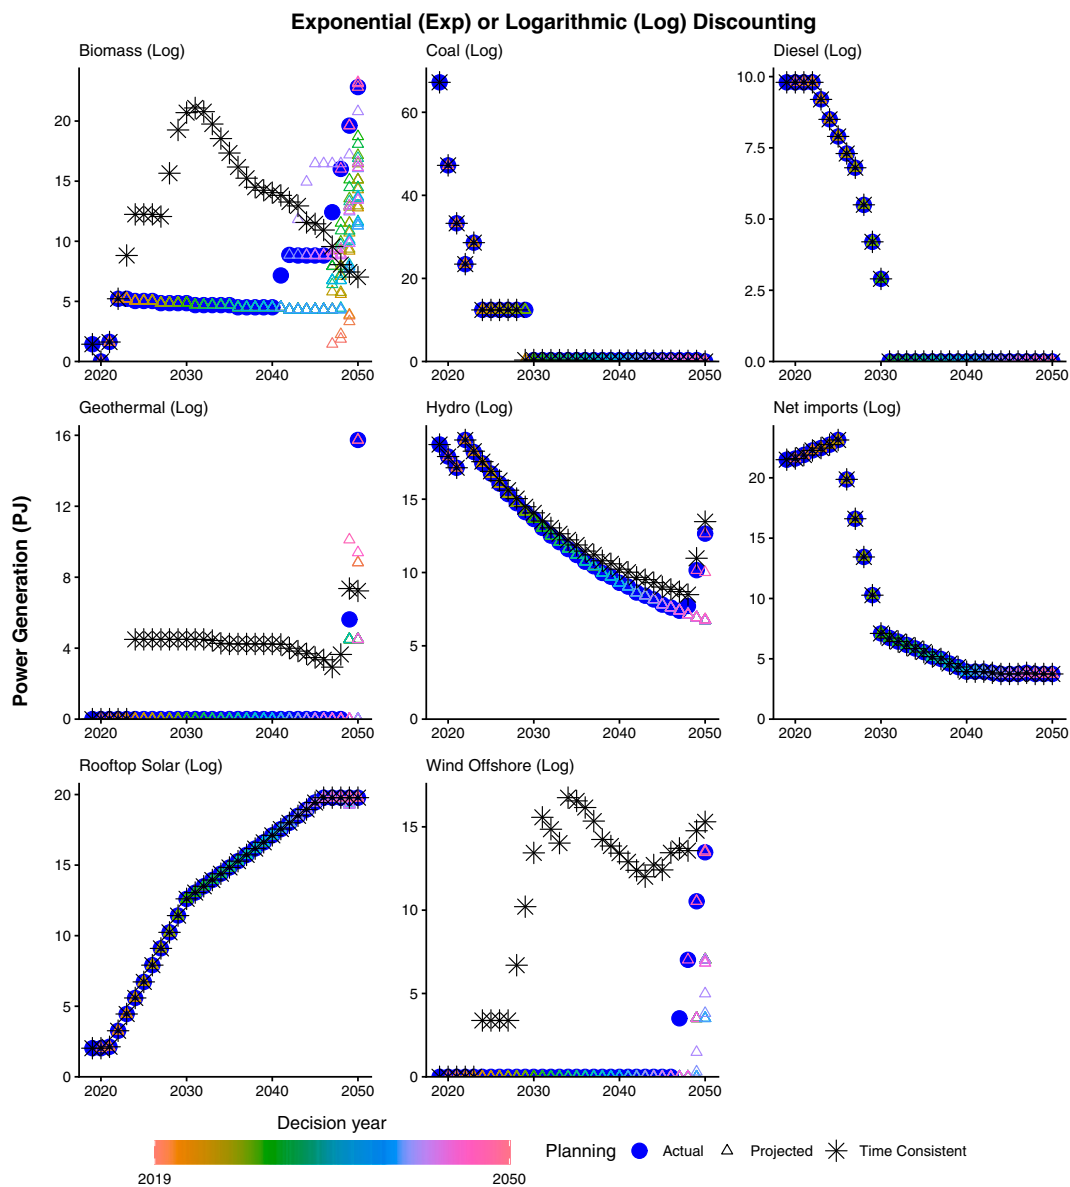 Exponential (Exp) or Logarithmic (Log) Discounting
Biomass (Log)
Coal (Log)
Diesel (Log)
20
15
10
5
0
2020 2030 2040 2050
60
40
20
0
2020 2030 2040 2050
10.0
7.5
5.0
2.5
0.0
2020 2030 2040 2050
Power Generation (PJ)
Geothermal (Log)
Hydro (Log)
Net imports (Log)
16
12
8
4
0
2020 2030 2040 2050
15
10
5
0
2020 2030 2040 2050
20
15
10
5
0
2020 2030 2040 2050
Rooftop Solar (Log)
Wind Offshore (Log)
20
15
10
5
0
2020 2030 2040 2050
15
10
5
0
2020 2030 2040 2050
Decision year
2019 2050
Planning Actual Projected Time Consistent